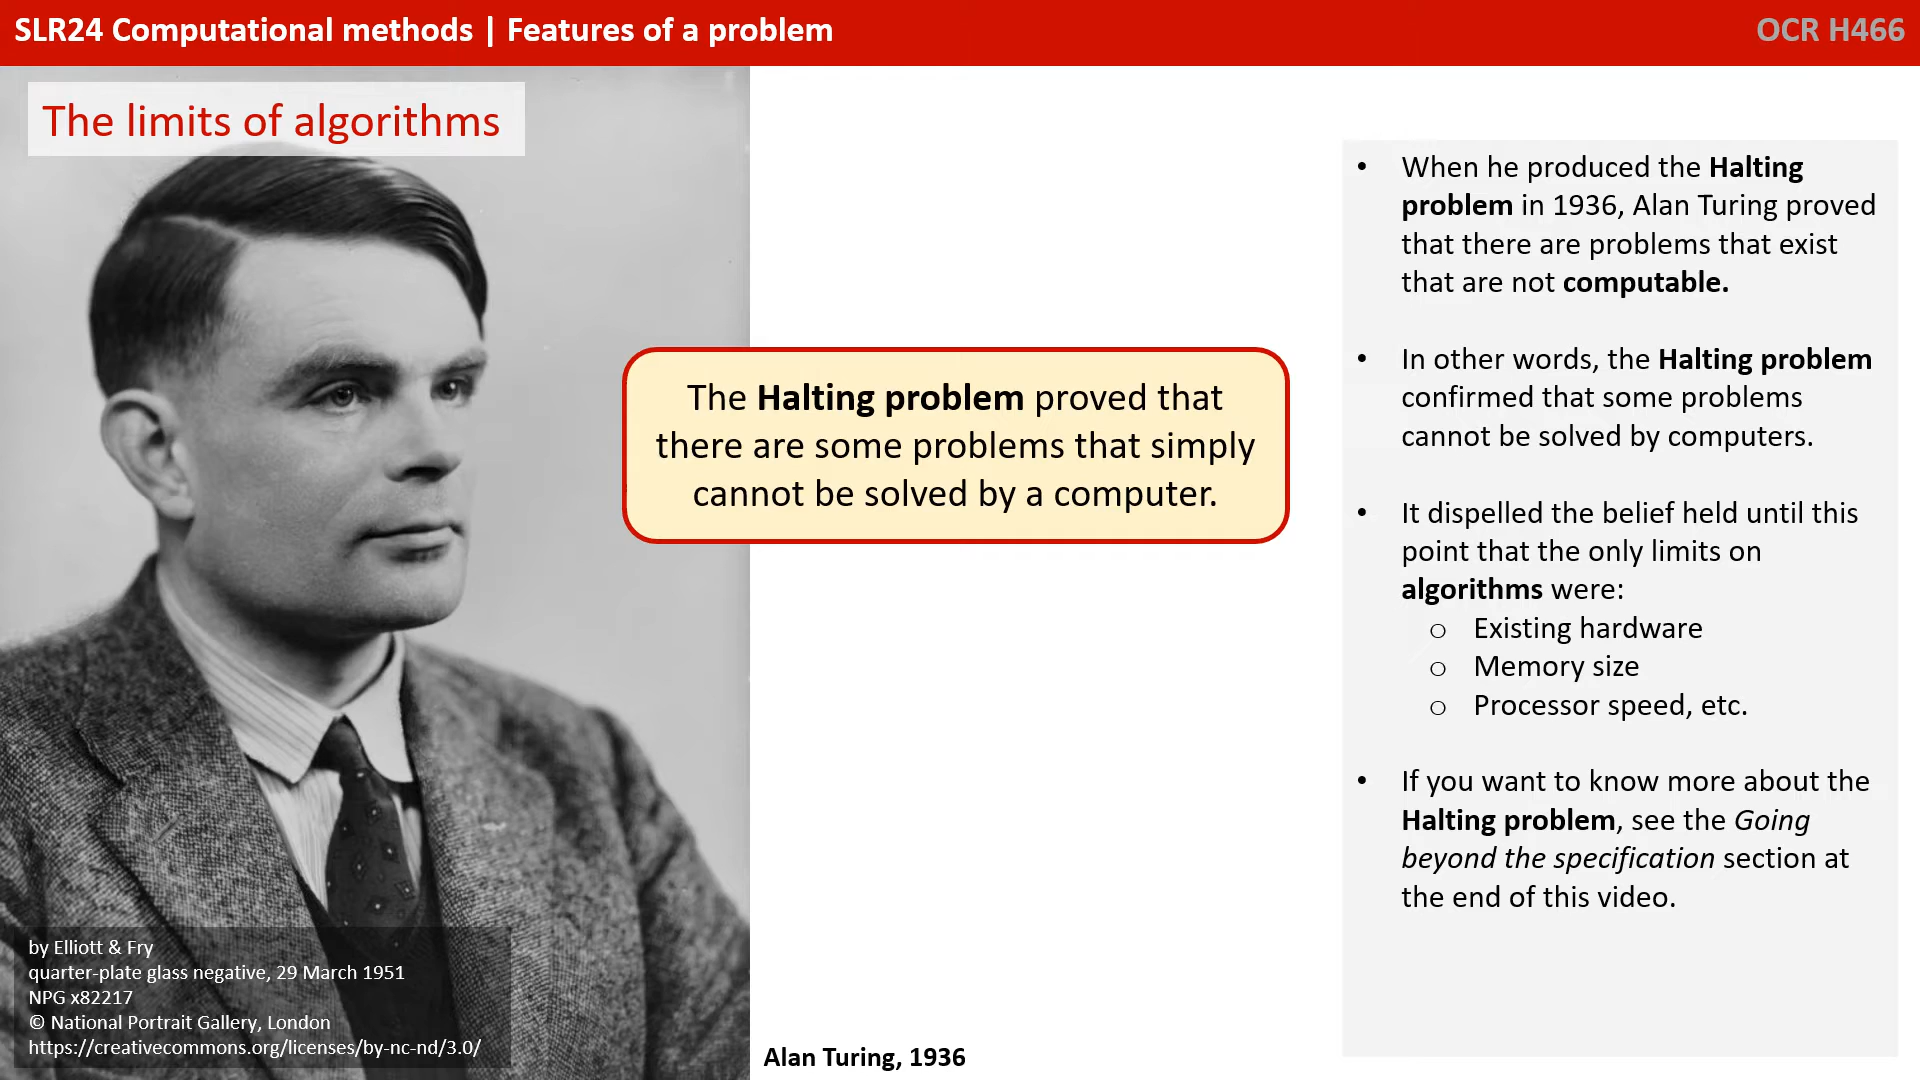 SLR24 Computational methods | Features of a problem
OCR H466
The limits of algorithms
The Halting problem proved that
there are some problems that simply
cannot be solved by a computer.
• When he produced the Halting
problem in 1936, Alan Turing proved
that there are problems that exist
that are not computable.
• In other words, the Halting problem
confirmed that some problems
cannot be solved by computers.
• It dispelled the belief held until this
point that the only limits on
algorithms were:
o Existing hardware
o Memory size
o Processor speed, etc.
• If you want to know more about the
Halting problem, see the Going
beyond the specification section at
the end of this video.
by Elliott & Fry
quarter-plate glass negative, 29 March 1951
NPG x82217
© National Portrait Gallery, London
https://creativecommons.org/licenses/by-nc-nd/3.0/
Alan Turing, 1936